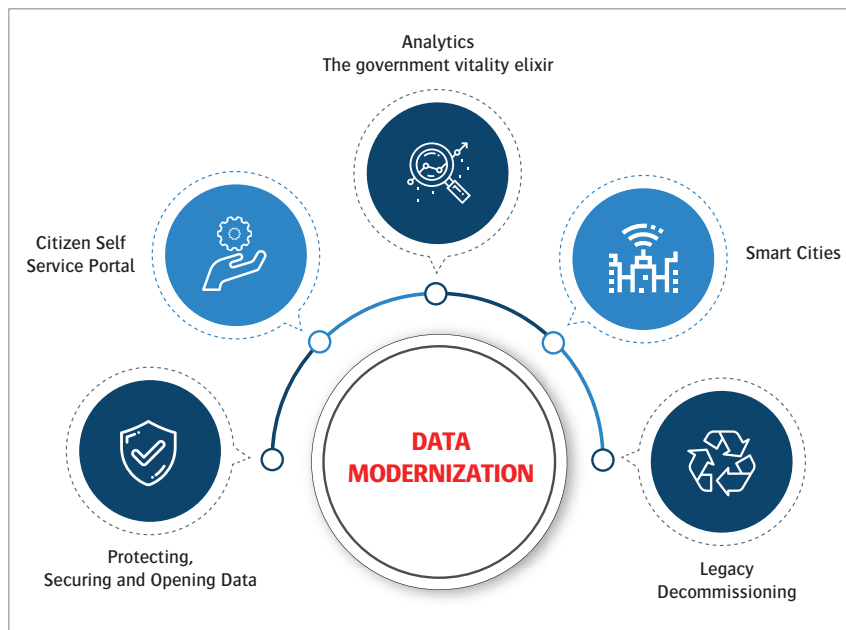 Analytics
The government vitality elixir
Citizen Self
Service Portal
Smart Cities
DATA
MODERNIZATION
Protecting,
Securing and Opening Data
Legacy
Decommissioning